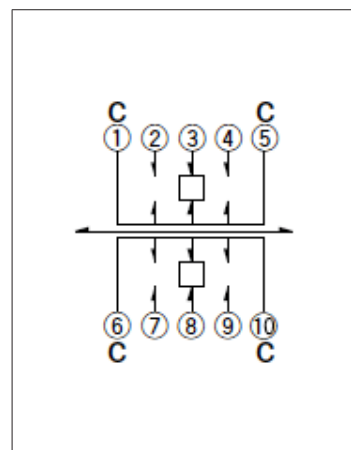 C C
① ② ③ ④ ⑤
⑥ ⑦ ⑧ ⑨ ⑩
C C